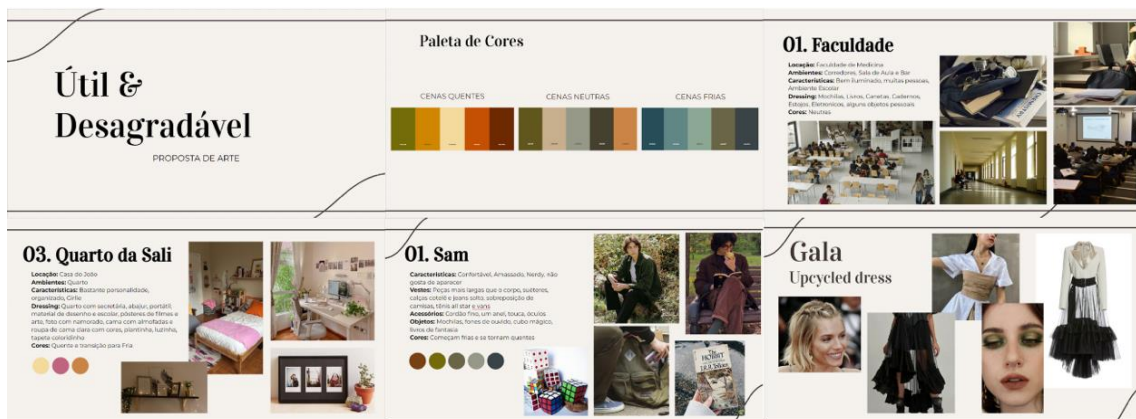 Útil &
Desagradável
PROPOSTA DE ARTE
Paleta de Cores
CENAS QUENTES
CENAS NEUTRAS
CENAS FRIAS
01. Faculdade
Locação: Faculdade de Medicina
Ambientes: Corredores, Sala de Aura e Bar
Características: Bem iluminado, muitas pessoas,
Ambiente Escolar
Dressing: Mochilas, Livros, Canetas, Cadernos,
Estojos, Eletronicos, alguns objetos pessoais
Cores: Neutras
03. Quarto da Sali
Locação: Casa do João
Ambientes: Quarto
Características: Bastante personalidade,
organizado, Girlie
Dressing: Quarto com secretária, abajur, portátil,
material de desenho e escolar, pósteres de filmes e
arte, foto com namorado, cama com almofadas e
roupa de cama clara com cores, plantinha, luzinha,
tapete coloridinho
Cores: Quente e transição para Fria
01. Sam
Características: Confortável, Amassado, Nerdy, não
gosta de aparecer
Vestes: Peças mais largas que o corpo, suéteres,
calças cotelê e jeans solto, sobreposição de
camisas, tênis all star e vans
Acessórios: Cordão fino, um anel, touca, óculos
Objetos: Mochilas, fones de ouvido, cubo mágico,
livros de fantasia
Cores: Começam frias e se tornam quentes
THE HOBBIT
J.R.R. Tolkien
Gala
Upcycled dress